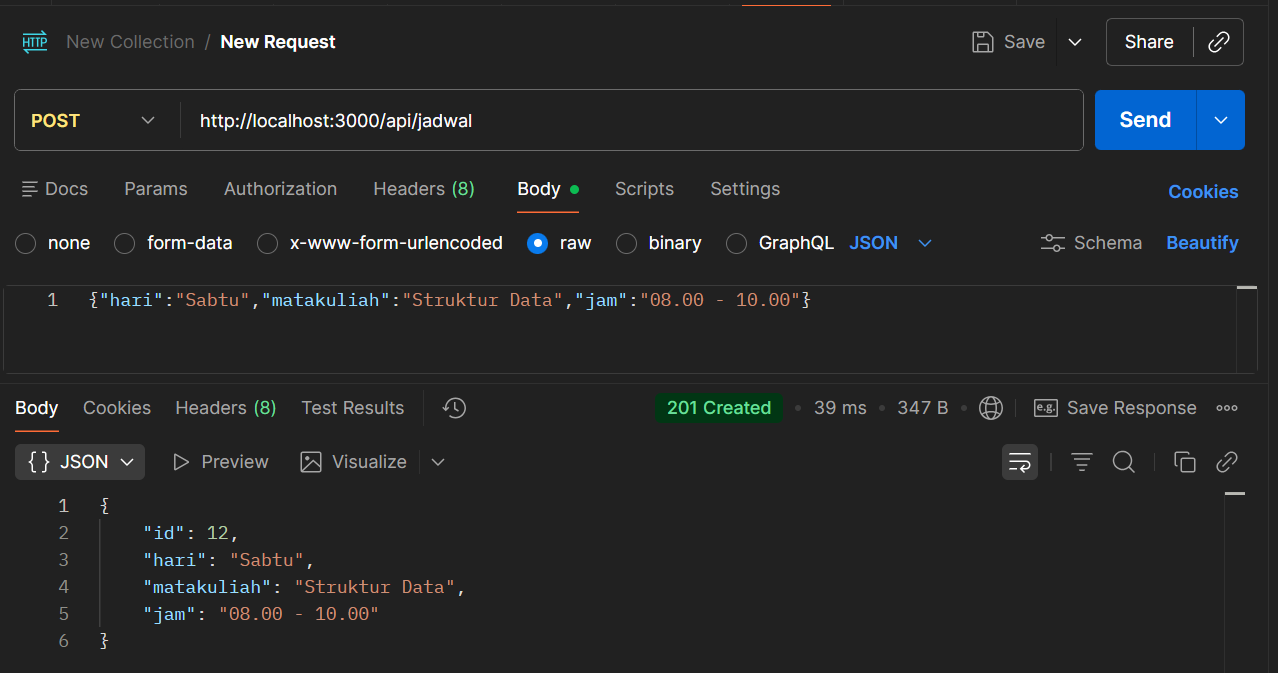 HTTP New Collection / New Request Save Share
POST http://localhost:3000/api/jadwal Send
Docs Params Authorization Headers (8) Body Scripts Settings Cookies
none form-data x-www-form-urlencoded raw binary GraphQL JSON Schema Beautify
1 {"hari":"Sabtu","matakuliah":"Struktur Data","jam":"08.00 - 10.00"}
Body Cookies Headers (8) Test Results 201 Created • 39 ms • 347 B • e.g. Save Response
{} JSON Preview Visualize
1 {
2 "id": 12,
3 "hari": "Sabtu",
4 "matakuliah": "Struktur Data",
5 "jam": "08.00 - 10.00"
6 }